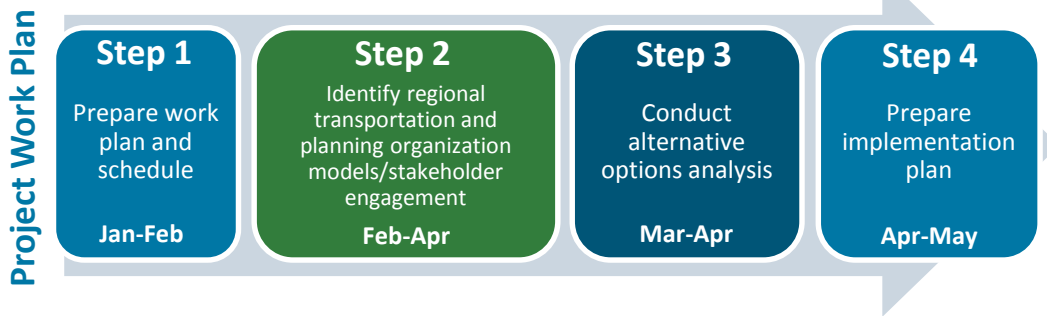 Project Work Plan
Step 1
Prepare work
plan and
schedule
Jan-Feb
Step 2
Identify regional
transportation and
planning organization
models/stakeholder
engagement
Feb-Apr
Step 3
Conduct
alternative
options analysis
Mar-Apr
Step 4
Prepare
implementation
plan
Apr-May